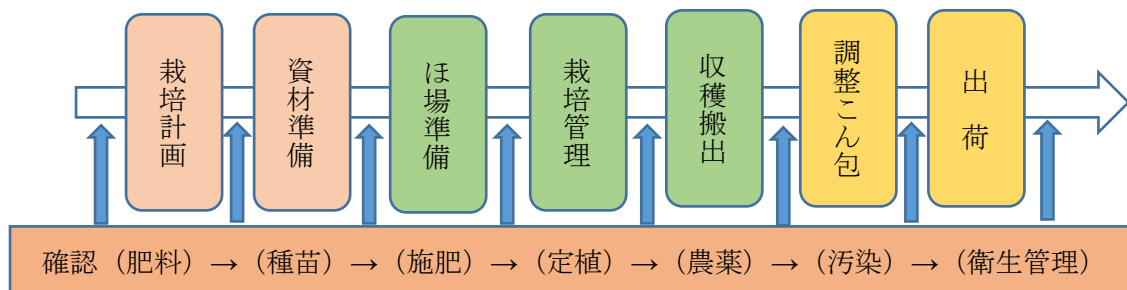 栽培計画
資材準備
ほ場準備
栽培管理
収穫搬出
調整こん包
出荷
確認（肥料）→（種苗）→（施肥）→（定植）→（農薬）→（汚染）→（衛生管理）